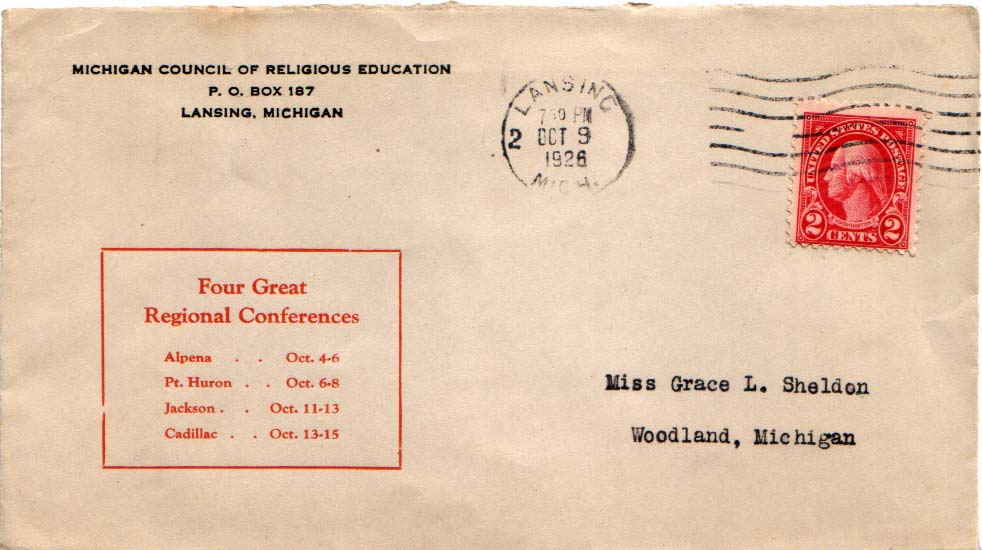 MICHIGAN COUNCIL OF RELIGIOUS EDUCATION
P. O. BOX 187
LANSING, MICHIGAN
LANSING
7 30 PM
2 OCT 9
1926
MICH.
UNITED STATES POSTAGE
WASHINGTON
2 CENTS 2
Four Great
Regional Conferences
Alpena . . Oct. 4-6
Pt. Huron . . Oct. 6-8
Jackson . . Oct. 11-13
Cadillac . . Oct. 13-15
Miss Grace L. Sheldon
Woodland, Michigan